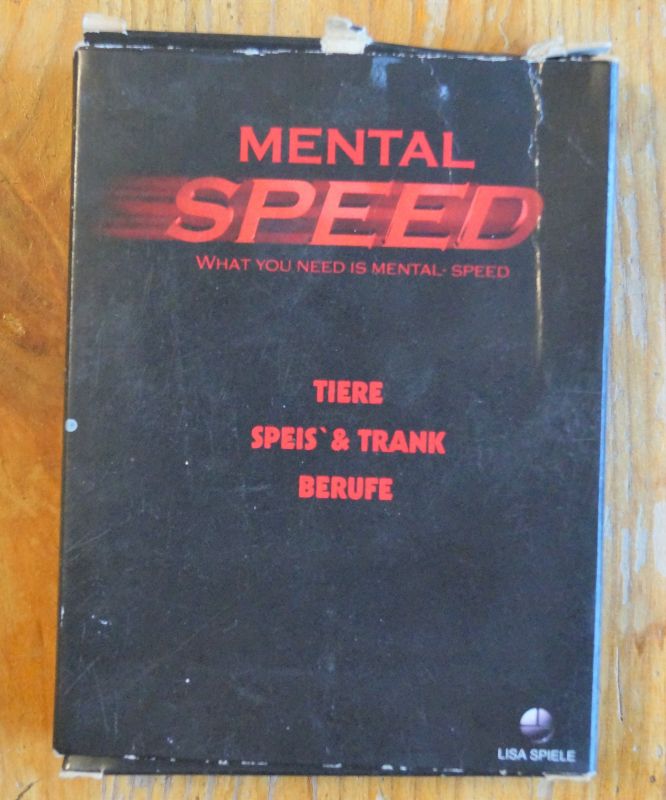 MENTAL
SPEED
WHAT YOU NEED IS MENTAL- SPEED
TIERE
SPEIS`& TRANK
BERUFE
LISA SPIELE